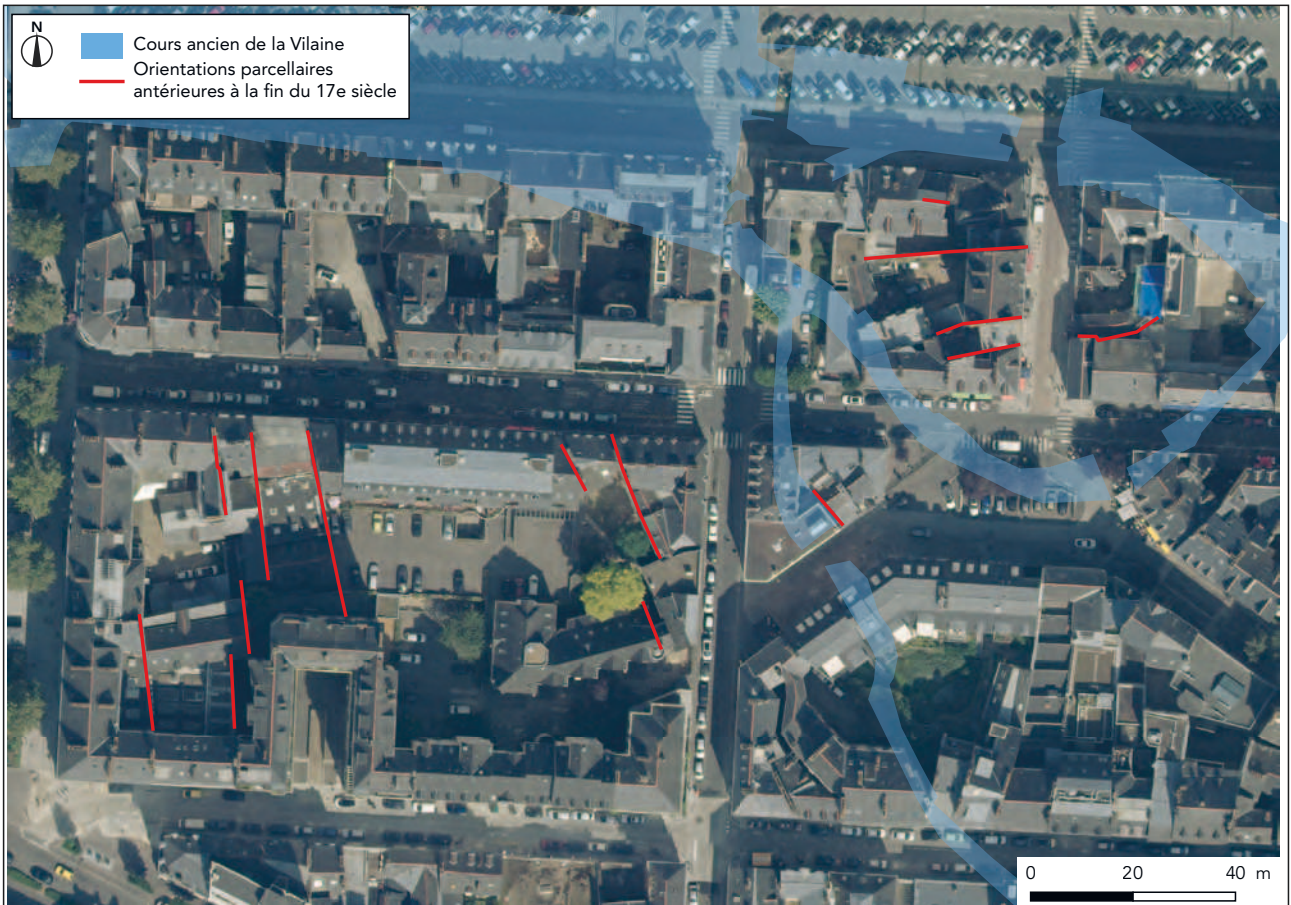 N
Cours ancien de la Vilaine
Orientations parcellaires
antérieures à la fin du 17e siècle
0 20 40 m